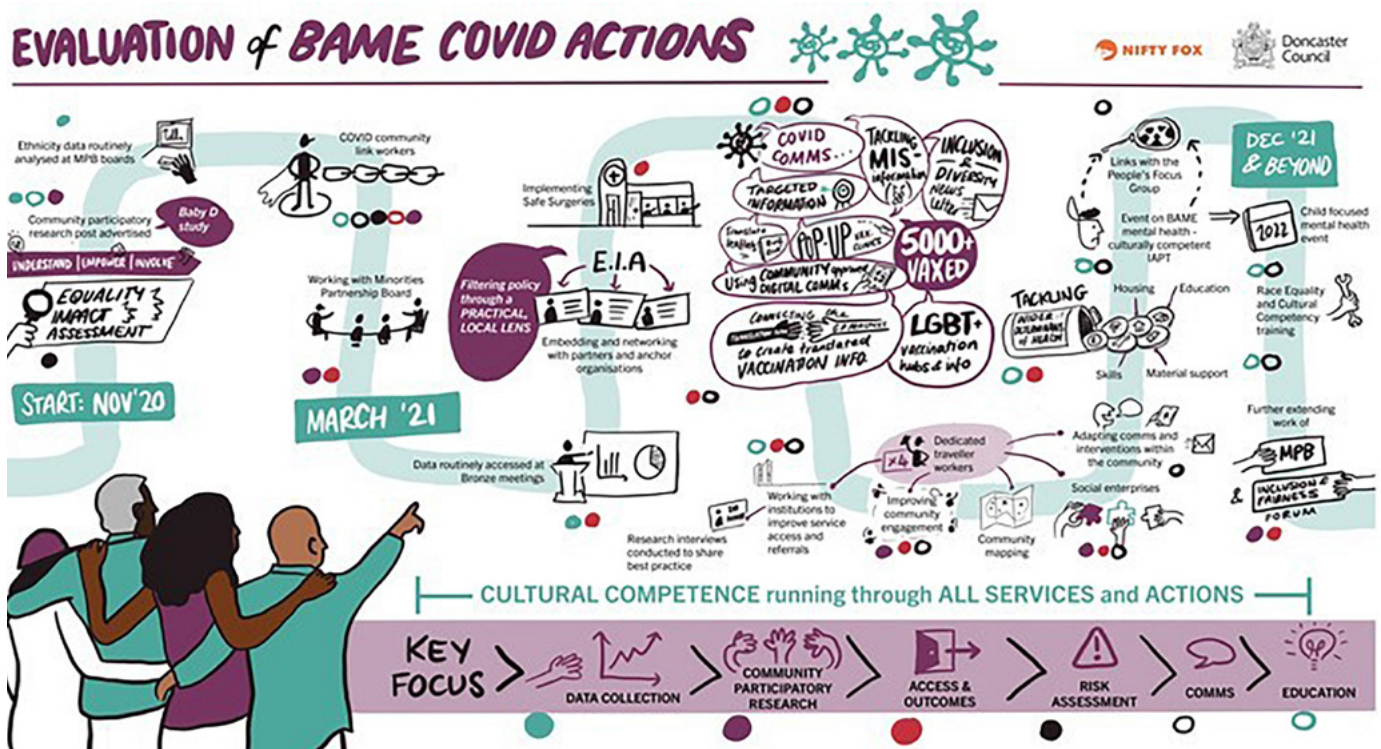 EVALUATION of BAME COVID ACTIONS
NIFTY FOX
Doncaster
Council
Ethnicity data routinely
analysed at MPB boards
Community participatory
research post advertised
Baby D
study
UNDERSTAND | EMPOWER | INVOLVE
EQUALITY
IMPACT
ASSESSMENT
START: NOV'20
COVID community
link workers
Working with Minorities
Partnership Board
MARCH '21
Implementing
Safe Surgeries
Filtering policy
through a
PRACTICAL,
LOCAL LENS
E.I.A
Embedding and networking
with partners and anchor
organisations
Data routinely accessed at
Bronze meetings
COVID
COMMS...
TACKLING
MIS-
information
INCLUSION
&
DIVERSITY
NEWS
letter
TARGETED
INFORMATION
Translated
POP-UP
CLINICS
5000+
VAXED
Using COMMUNITY approved
DIGITAL COMMS
CONNECTING the
to create translated
VACCINATION INFO.
LGBT+
vaccination
hubs & info
Research interviews
conducted to share
best practice
Working with
institutions to
improve service
access and
referrals
x4
Dedicated
traveller
workers
Improving
community
engagement
Community
mapping
Adapting comms and
interventions within
the community
Social enterprises
Links with the
People's Focus
Group
Event on BAME
mental health -
culturally competent
IAPT
TACKLING
WIDER
DETERMINANTS
OF HEALTH
Housing
Education
Skills
Material support
DEC '21
& BEYOND
2022
Child focused
mental health
event
Race Equality
and Cultural
Competency
training
Further extending
work of
MPB
&
INCLUSION &
FAIRNESS
FORUM
CULTURAL COMPETENCE running through ALL SERVICES and ACTIONS
KEY
FOCUS
DATA COLLECTION
COMMUNITY
PARTICIPATORY
RESEARCH
ACCESS &
OUTCOMES
RISK
ASSESSMENT
COMMS
EDUCATION